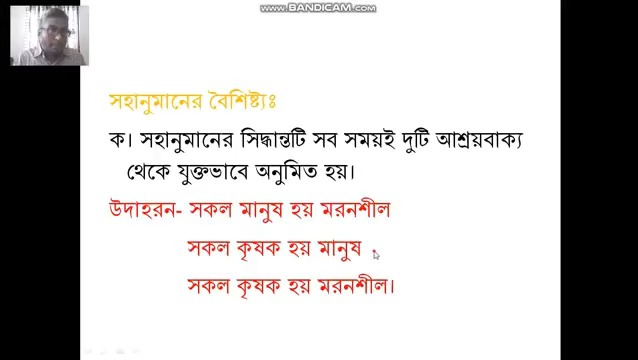 WWW.BANDICAM.COM
সহানুমানের বৈশিষ্ট্যঃ
ক। সহানুমানের সিদ্ধান্তটি সব সময়ই দুটি আশ্রয়বাক্য
থেকে যুক্তভাবে অনুমিত হয়।
উদাহরন- সকল মানুষ হয় মরনশীল
সকল কৃষক হয় মানুষ
সকল কৃষক হয় মরনশীল।